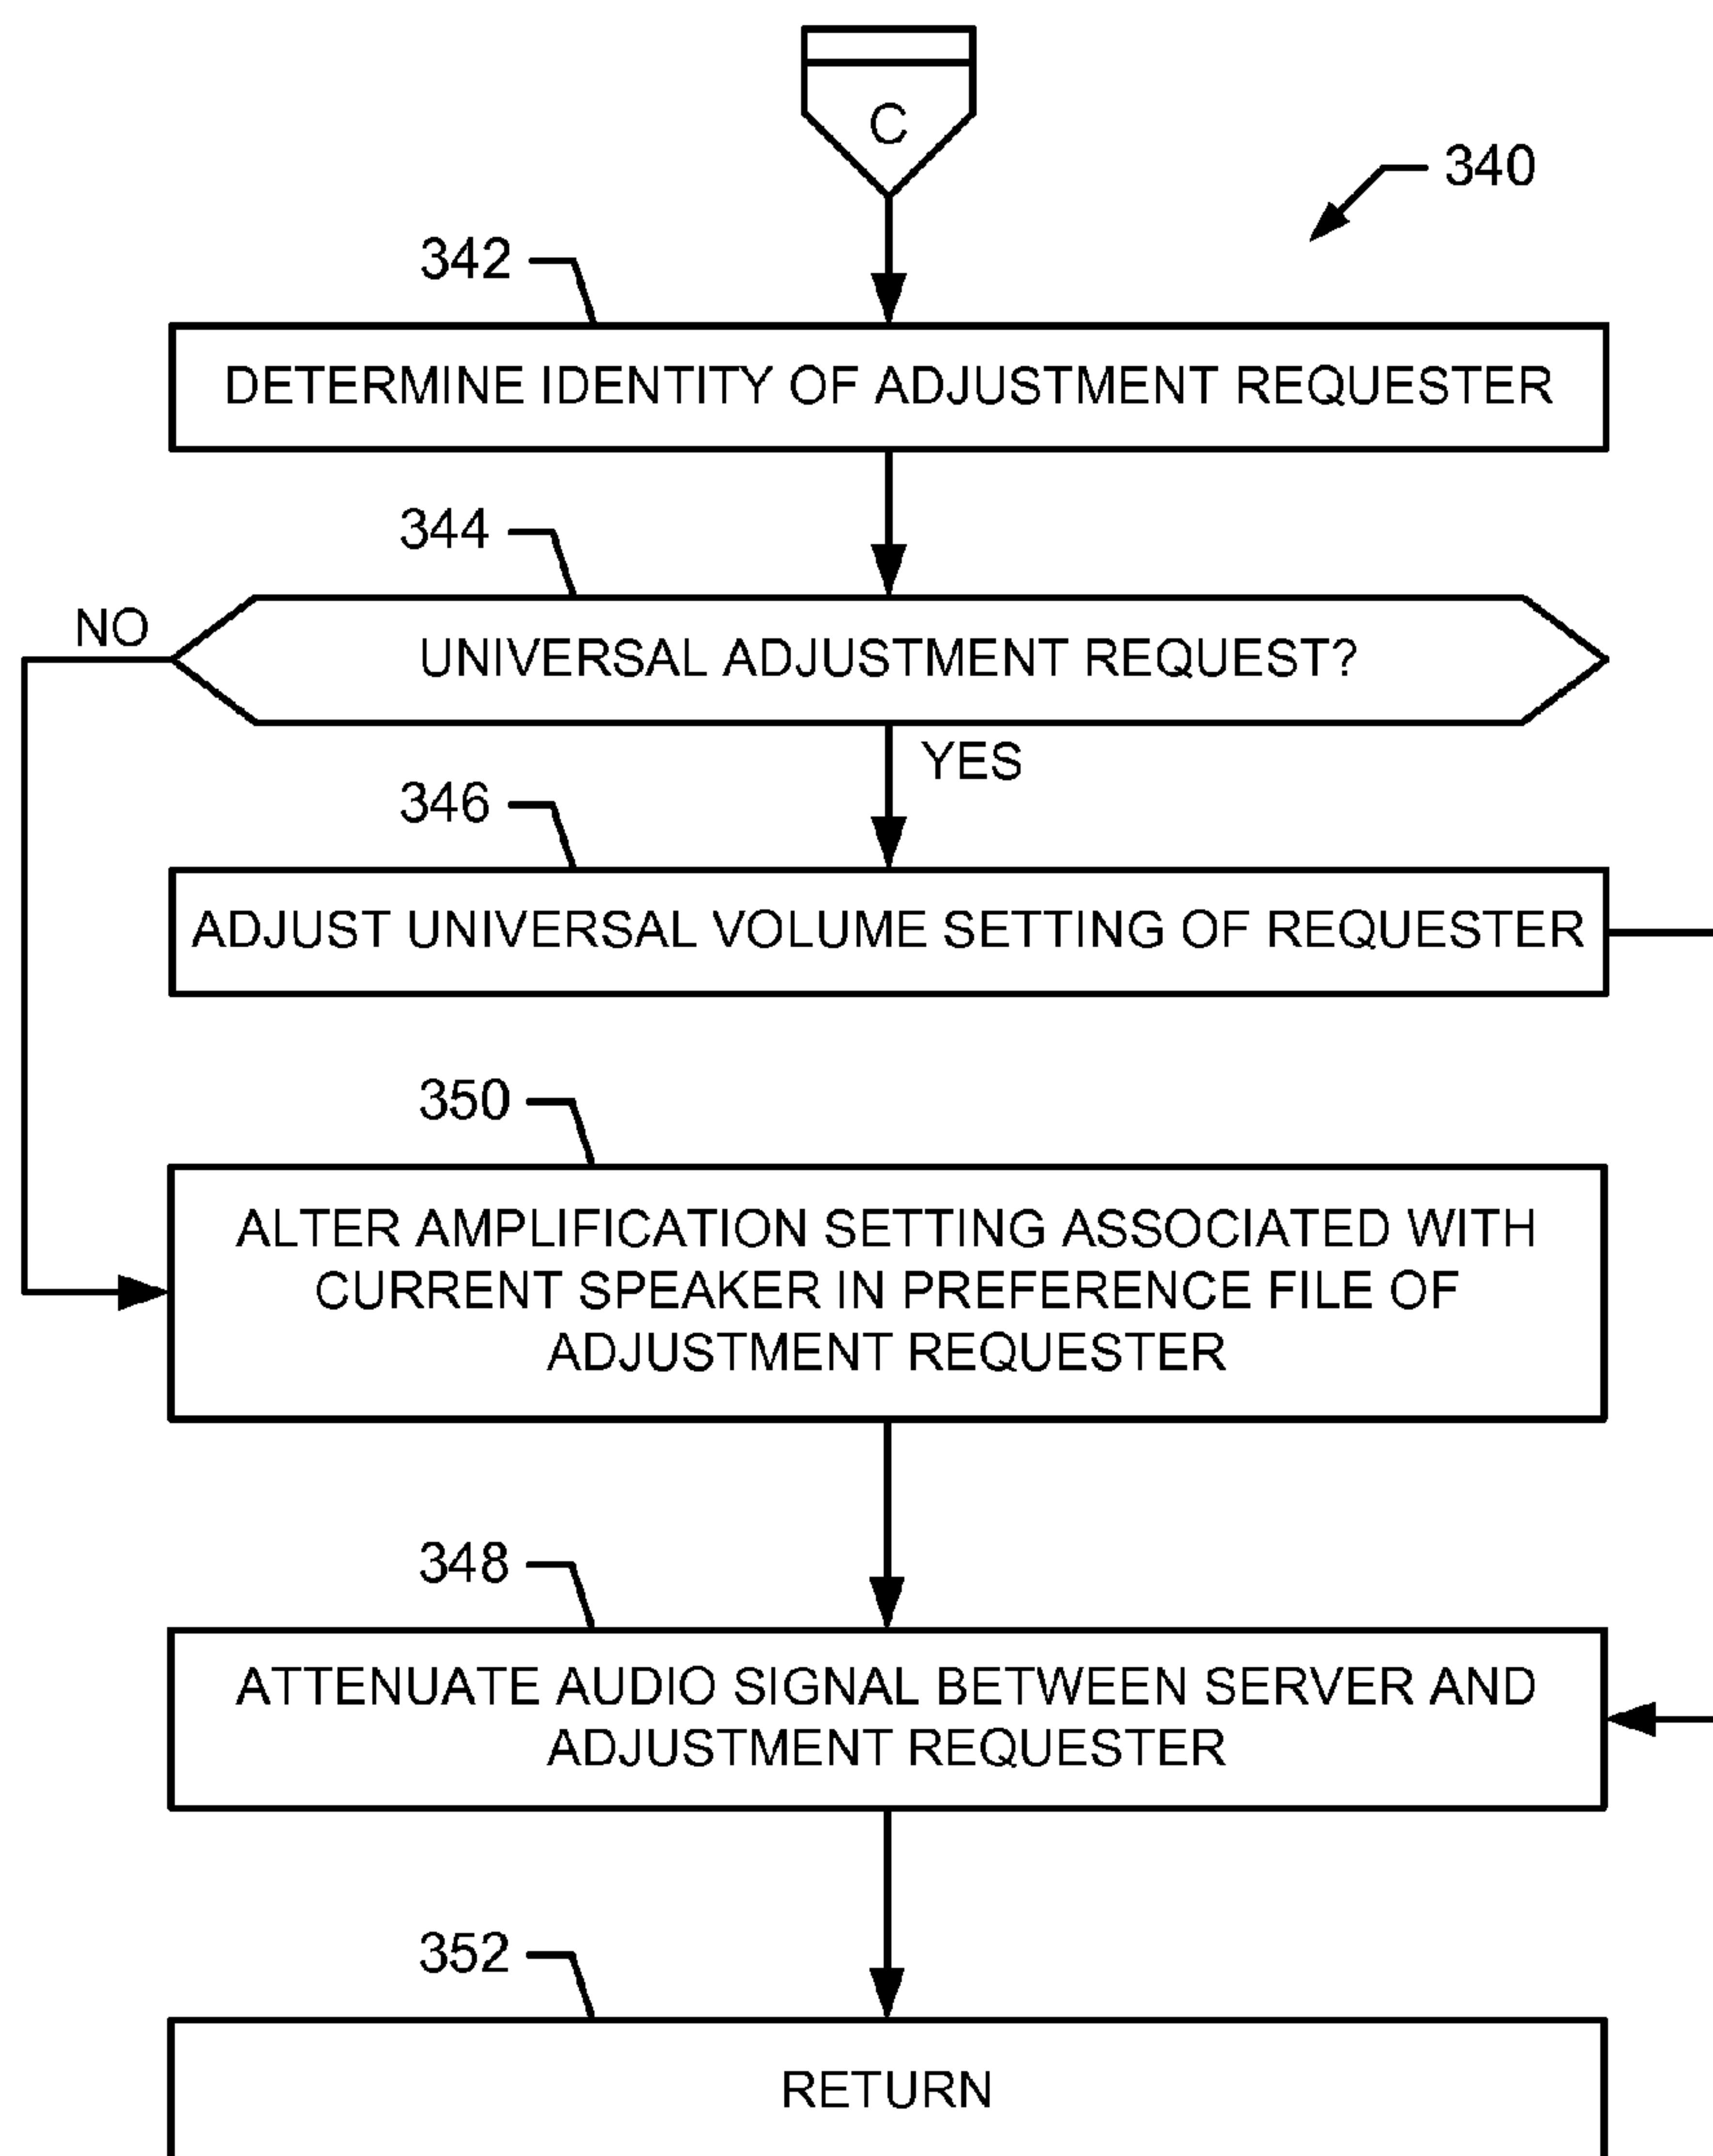 C
340
342
DETERMINE IDENTITY OF ADJUSTMENT REQUESTER
344
NO
UNIVERSAL ADJUSTMENT REQUEST?
YES
346
ADJUST UNIVERSAL VOLUME SETTING OF REQUESTER
350
ALTER AMPLIFICATION SETTING ASSOCIATED WITH
CURRENT SPEAKER IN PREFERENCE FILE OF
ADJUSTMENT REQUESTER
348
ATTENUATE AUDIO SIGNAL BETWEEN SERVER AND
ADJUSTMENT REQUESTER
352
RETURN